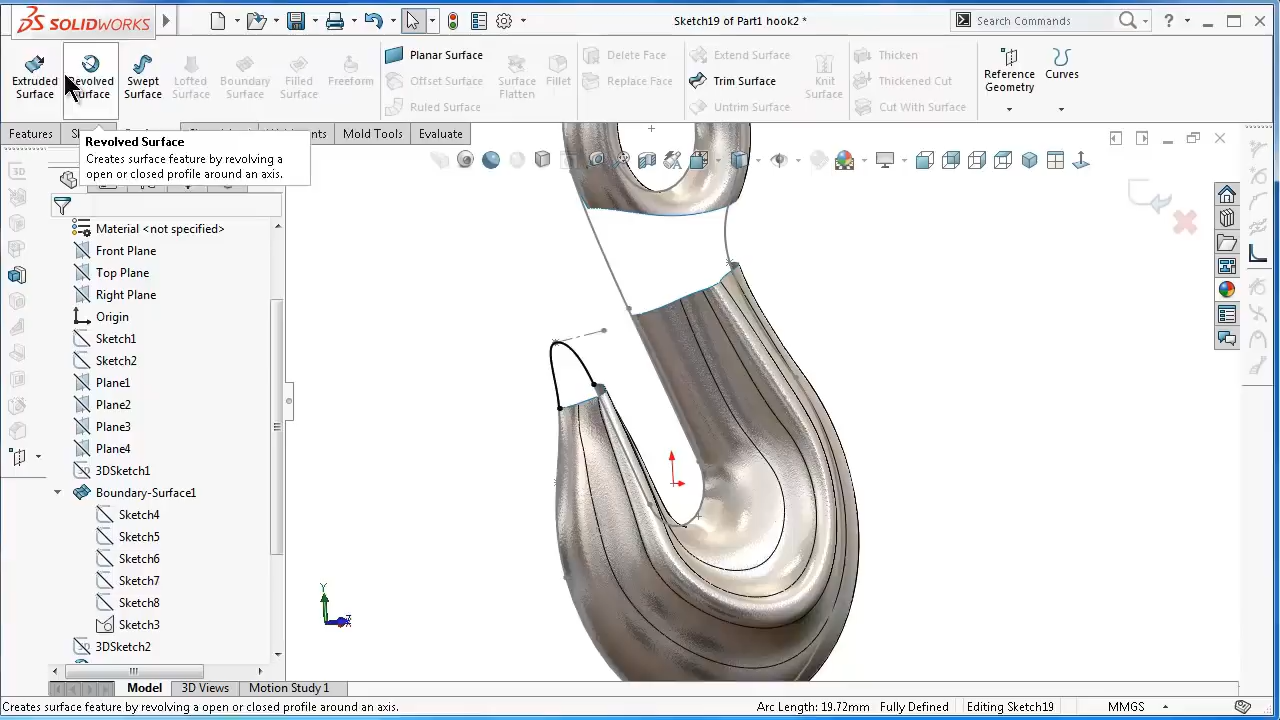 SOLIDWORKS
Sketch19 of Part1 hook2 *
Search Commands
?
Extruded Surface
Revolved Surface
Swept Surface
Lofted Surface
Boundary Surface
Filled Surface
Freeform
Planar Surface
Offset Surface
Ruled Surface
Surface Flatten
Fillet
Delete Face
Replace Face
Extend Surface
Trim Surface
Untrim Surface
Knit Surface
Thicken
Thickened Cut
Cut With Surface
Reference Geometry
Curves
Features
Mold Tools
Evaluate
Revolved Surface
Creates surface feature by revolving a
open or closed profile around an axis.
3D
Material <not specified>
Front Plane
Top Plane
Right Plane
Origin
Sketch1
Sketch2
Plane1
Plane2
Plane3
Plane4
3DSketch1
Boundary-Surface1
Sketch4
Sketch5
Sketch6
Sketch7
Sketch8
Sketch3
3DSketch2
Y
Z
Model
3D Views
Motion Study 1
Creates surface feature by revolving a open or closed profile around an axis.
Arc Length: 19.72mm
Fully Defined
Editing Sketch19
MMGS